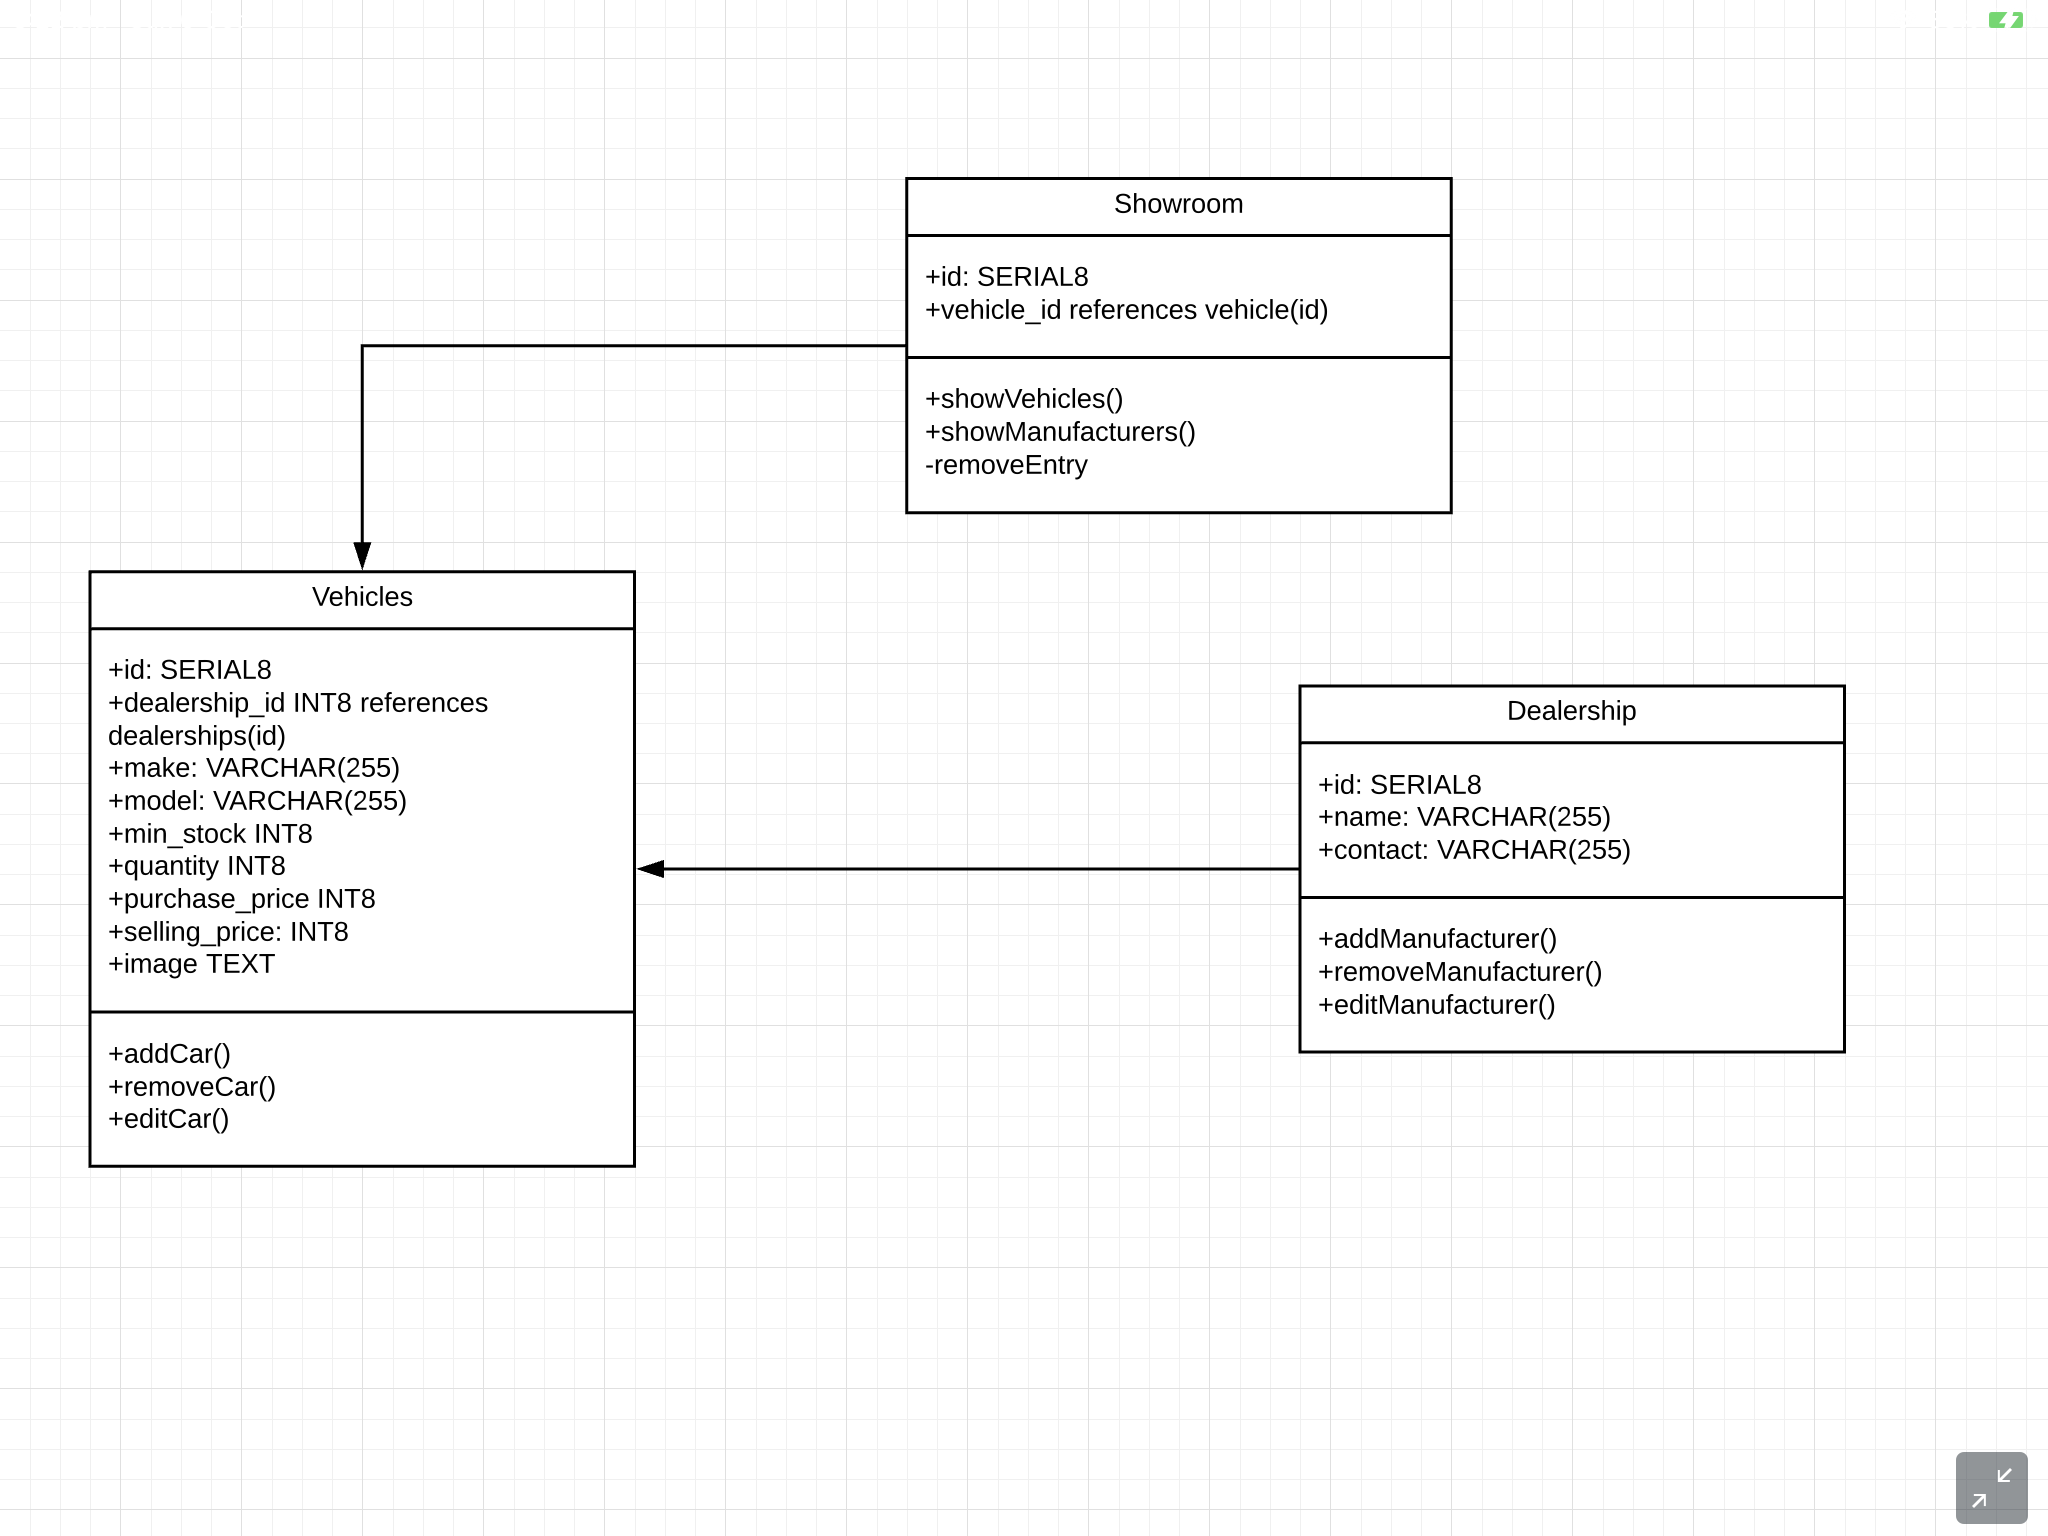 Showroom
+id: SERIAL8
+vehicle_id references vehicle(id)
+showVehicles()
+showManufacturers()
-removeEntry
Vehicles
+id: SERIAL8
+dealership_id INT8 references
dealerships(id)
+make: VARCHAR(255)
+model: VARCHAR(255)
+min_stock INT8
+quantity INT8
+purchase_price INT8
+selling_price: INT8
+image TEXT
+addCar()
+removeCar()
+editCar()
Dealership
+id: SERIAL8
+name: VARCHAR(255)
+contact: VARCHAR(255)
+addManufacturer()
+removeManufacturer()
+editManufacturer()